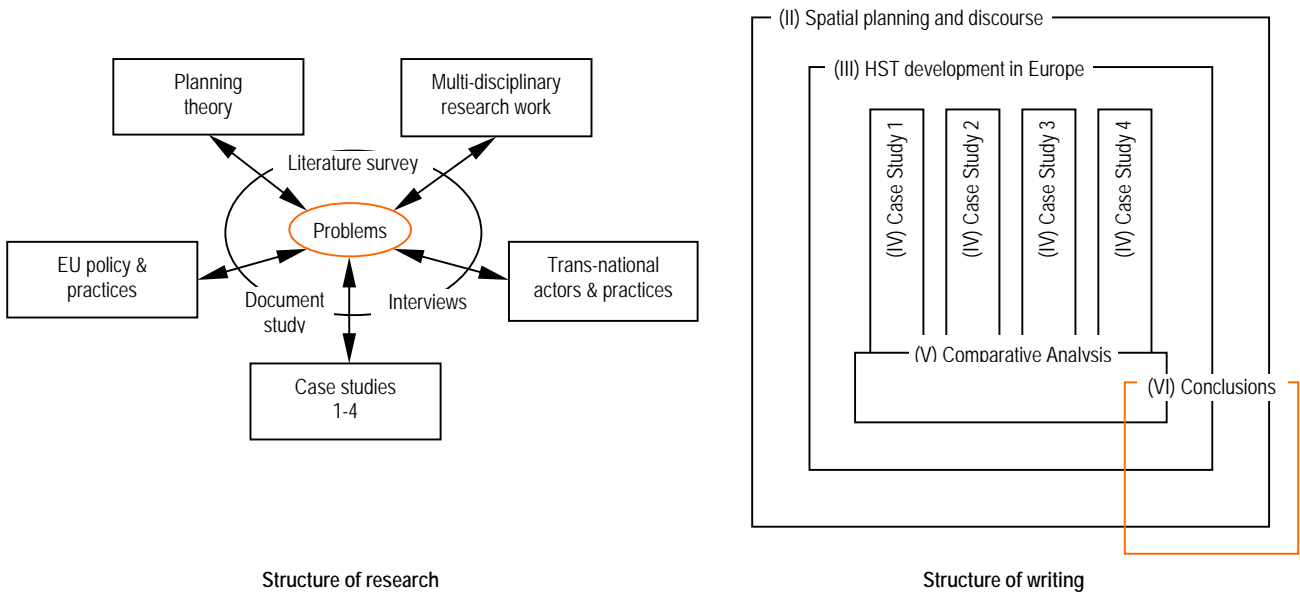 Planning
theory
Multi-disciplinary
research work
Literature survey
Problems
EU policy &
practices
Trans-national
actors & practices
Document
study
Interviews
Case studies
1-4
Structure of research
(II) Spatial planning and discourse
(III) HST development in Europe
(IV) Case Study 1
(IV) Case Study 2
(IV) Case Study 3
(IV) Case Study 4
(V) Comparative Analysis
(VI) Conclusions
Structure of writing